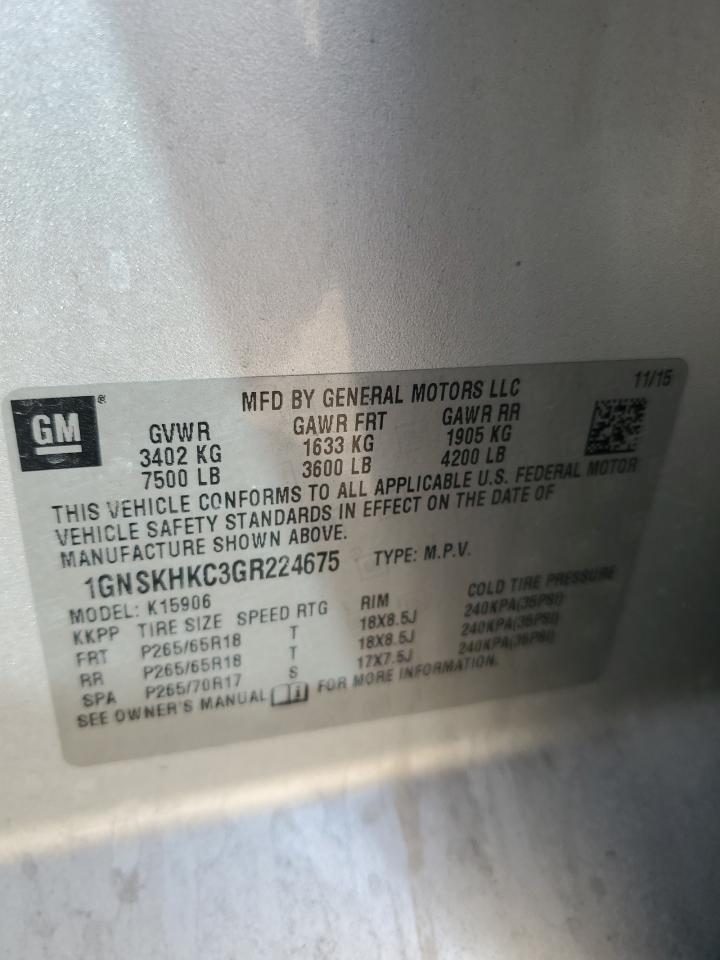 GM ®
MFD BY GENERAL MOTORS LLC 11/15
GVWR GAWR FRT GAWR RR
3402 KG 1633 KG 1905 KG
7500 LB 3600 LB 4200 LB
THIS VEHICLE CONFORMS TO ALL APPLICABLE U.S. FEDERAL MOTOR
VEHICLE SAFETY STANDARDS IN EFFECT ON THE DATE OF
MANUFACTURE SHOWN ABOVE.
1GNSKHKC3GR224675 TYPE: M.P.V.
MODEL: K15906
KKPP TIRE SIZE SPEED RTG RIM COLD TIRE PRESSURE
FRT P265/65R18 T 18X8.5J 240KPA(35PSI)
RR P265/65R18 T 18X8.5J 240KPA(35PSI)
SPA P265/70R17 S 17X7.5J 240KPA(35PSI)
SEE OWNER'S MANUAL FOR MORE INFORMATION.